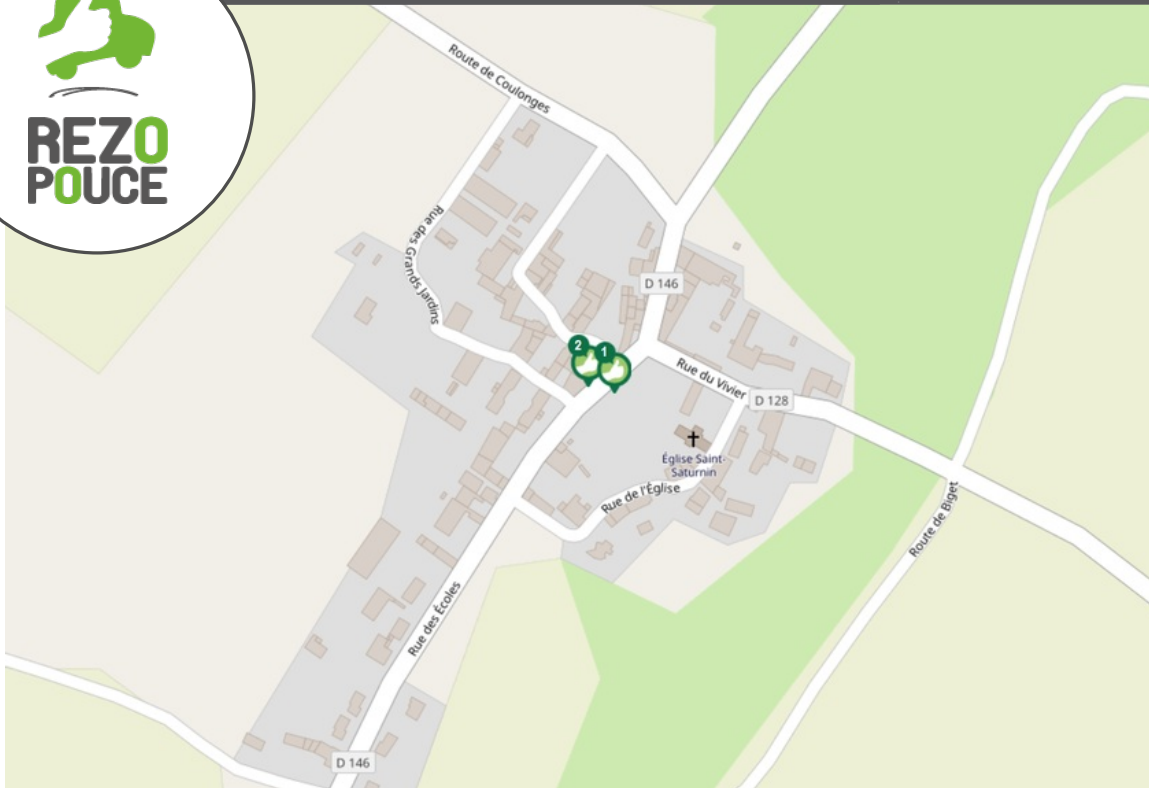 REZO
POUCE
Route de Coulonges
Rue des Grands Jardins
D 146
2
1
Rue du Vivier
D 128
Église Saint-
Saturnin
Rue de l'Église
Route de Biget
Rue des Écoles
D 146